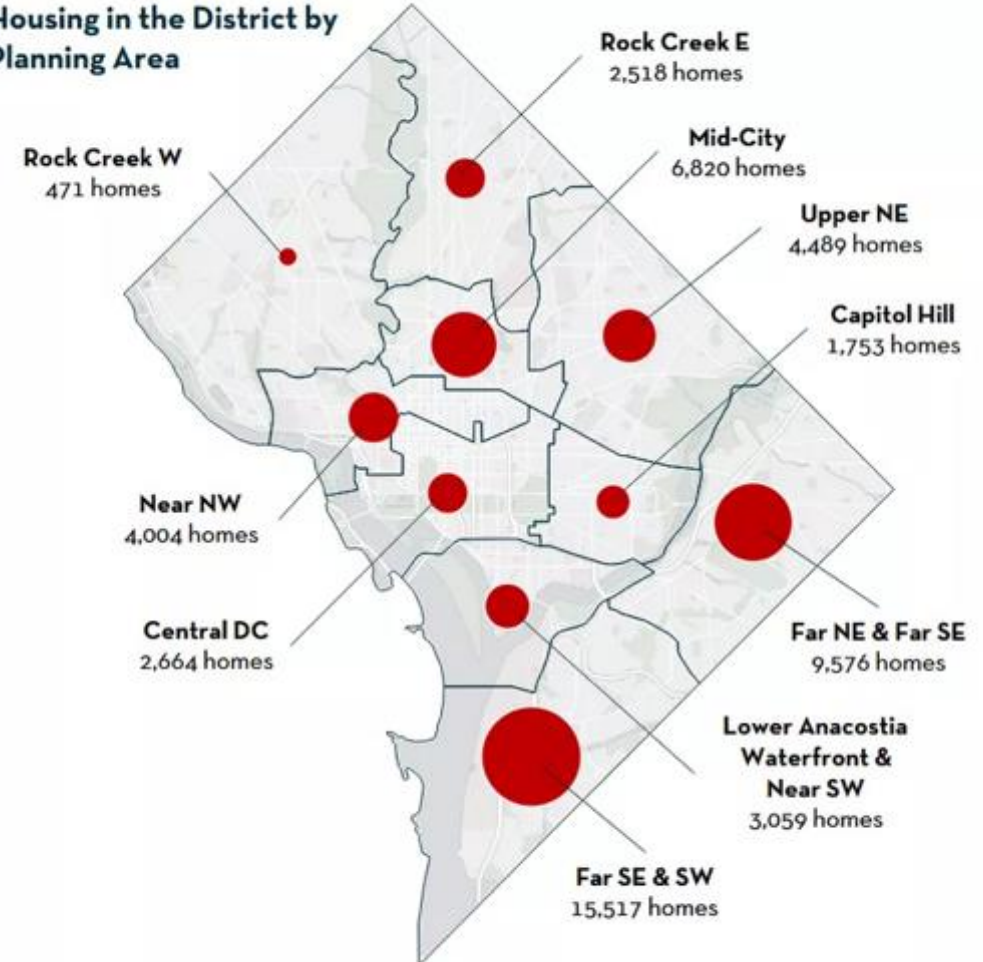 Housing in the District by
Planning Area
Rock Creek E
2,518 homes
Mid-City
6,820 homes
Rock Creek W
471 homes
Upper NE
4,489 homes
Capitol Hill
1,753 homes
Near NW
4,004 homes
Central DC
2,664 homes
Far NE & Far SE
9,576 homes
Lower Anacostia
Waterfront &
Near SW
3,059 homes
Far SE & SW
15,517 homes